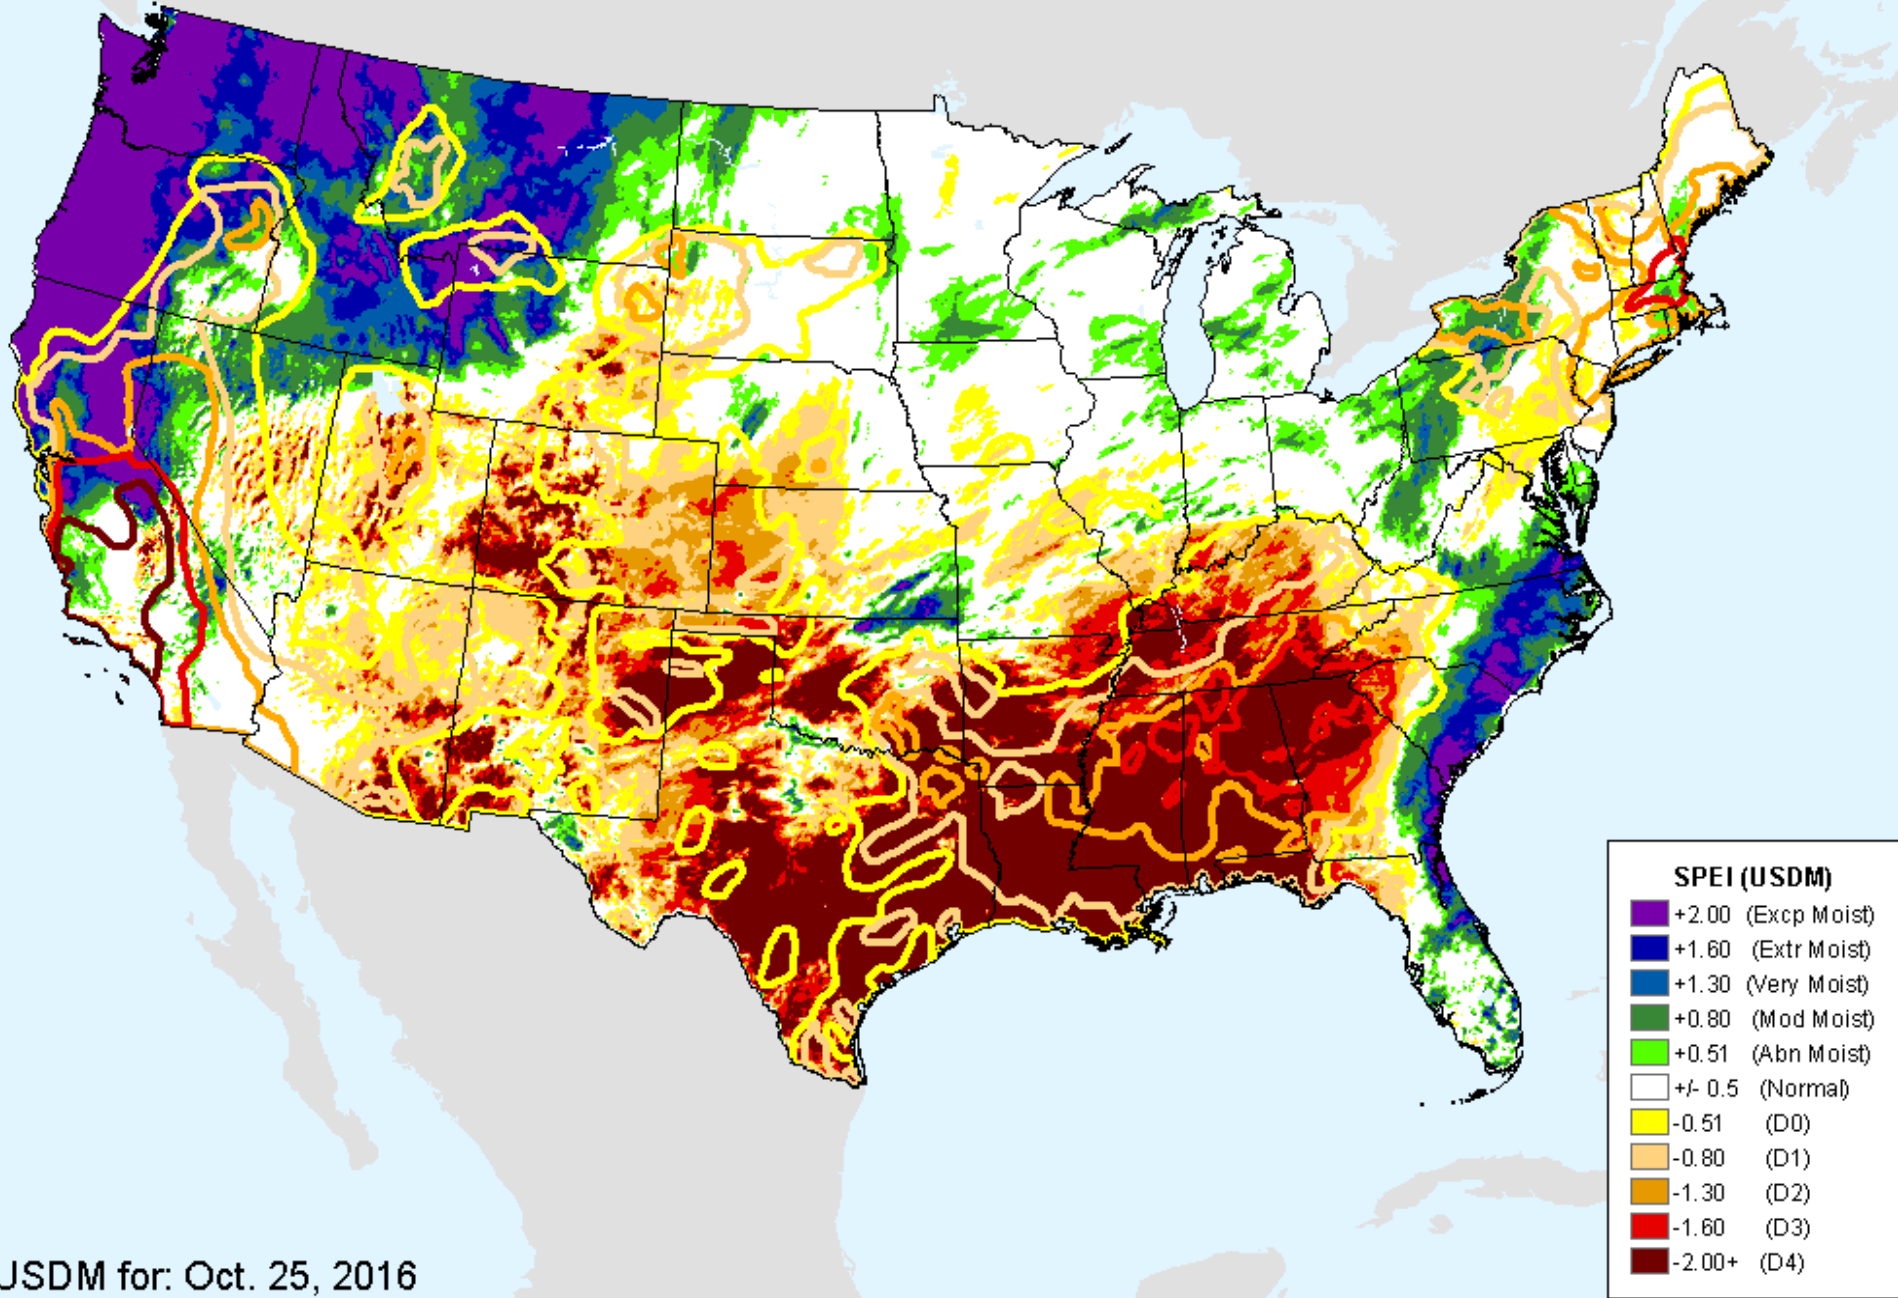 SPEI (USDM)
+2.00 (Excp Moist)
+1.60 (Extr Moist)
+1.30 (Very Moist)
+0.80 (Mod Moist)
+0.51 (Abn Moist)
+/- 0.5 (Normal)
-0.51 (D0)
-0.80 (D1)
-1.30 (D2)
-1.60 (D3)
-2.00+ (D4)
USDM for: Oct. 25, 2016